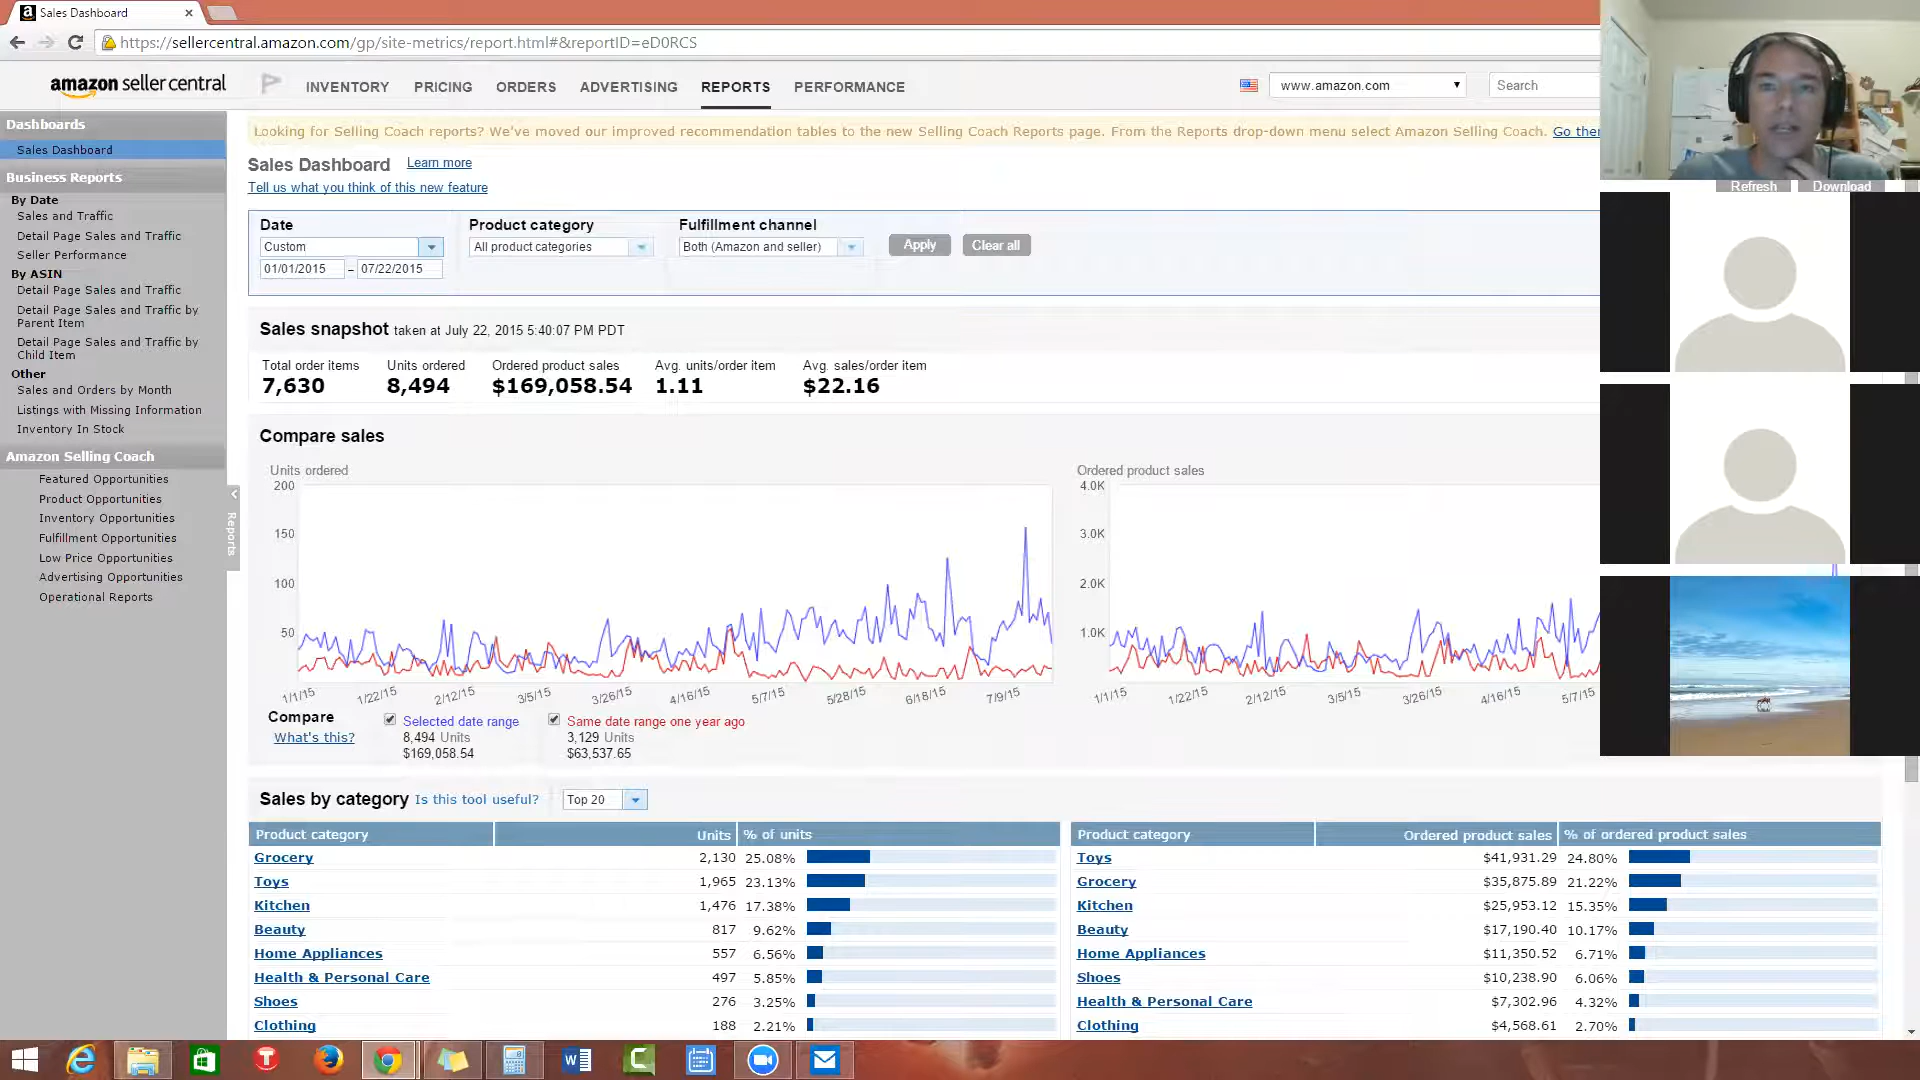 Sales Dashboard
https://sellercentral.amazon.com/gp/site-metrics/report.html#&reportID=eD0RCS
amazon seller central
INVENTORY PRICING ORDERS ADVERTISING REPORTS PERFORMANCE
www.amazon.com
Search
Dashboards
Sales Dashboard
Business Reports
By Date
Sales and Traffic
Detail Page Sales and Traffic
Seller Performance
By ASIN
Detail Page Sales and Traffic
Detail Page Sales and Traffic by
Parent Item
Detail Page Sales and Traffic by
Child Item
Other
Sales and Orders by Month
Listings with Missing Information
Inventory In Stock
Amazon Selling Coach
Featured Opportunities
Product Opportunities
Inventory Opportunities
Fulfillment Opportunities
Low Price Opportunities
Advertising Opportunities
Operational Reports
Reports
Looking for Selling Coach reports? We've moved our improved recommendation tables to the new Selling Coach Reports page. From the Reports drop-down menu select Amazon Selling Coach. Go ther
Sales Dashboard Learn more
Refresh Download
Tell us what you think of this new feature
Date Product category Fulfillment channel
Custom All product categories Both (Amazon and seller) Apply Clear all
01/01/2015 – 07/22/2015
Sales snapshot taken at July 22, 2015 5:40:07 PM PDT
Total order items Units ordered Ordered product sales Avg. units/order item Avg. sales/order item
7,630 8,494 $169,058.54 1.11 $22.16
Compare sales
Units ordered
200
150
100
50
1/1/15 1/22/15 2/12/15 3/5/15 3/26/15 4/16/15 5/7/15 5/28/15 6/18/15 7/9/15
Ordered product sales
4.0K
3.0K
2.0K
1.0K
1/1/15 1/22/15 2/12/15 3/5/15 3/26/15 4/16/15 5/7/15
Compare Selected date range Same date range one year ago
What's this? 8,494 Units 3,129 Units
$169,058.54 $63,537.65
Sales by category Is this tool useful? Top 20
Product category Units % of units
Grocery 2,130 25.08%
Toys 1,965 23.13%
Kitchen 1,476 17.38%
Beauty 817 9.62%
Home Appliances 557 6.56%
Health & Personal Care 497 5.85%
Shoes 276 3.25%
Clothing 188 2.21%
Product category Ordered product sales % of ordered product sales
Toys $41,931.29 24.80%
Grocery $35,875.89 21.22%
Kitchen $25,953.12 15.35%
Beauty $17,190.40 10.17%
Home Appliances $11,350.52 6.71%
Shoes $10,238.90 6.06%
Health & Personal Care $7,302.96 4.32%
Clothing $4,568.61 2.70%